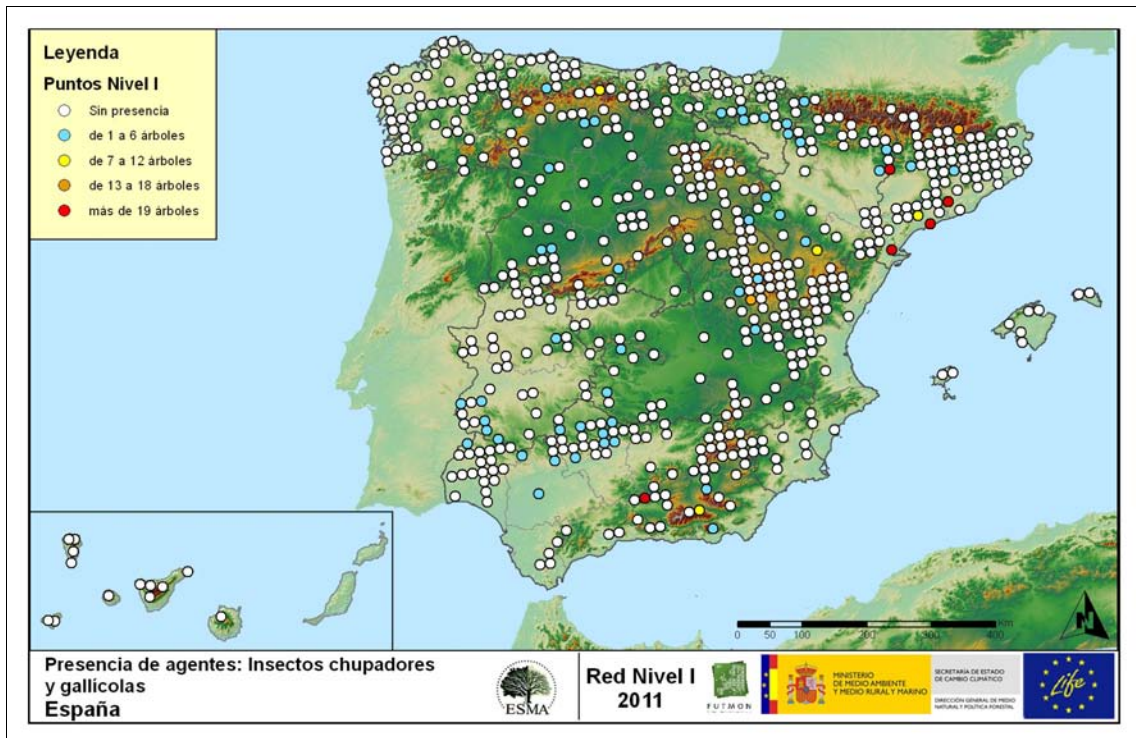 Leyenda
Puntos Nivel I
Sin presencia
de 1 a 6 árboles
de 7 a 12 árboles
de 13 a 18 árboles
más de 19 árboles
N
Km
0 50 100 200 300 400
Presencia de agentes: Insectos chupadores
y gallícolas
España
ESMA
Red Nivel I
2011
FUTMON
MINISTERIO
DE MEDIO AMBIENTE
Y MEDIO RURAL Y MARINO
SECRETARÍA DE ESTADO
DE CAMBIO CLIMÁTICO
DIRECCIÓN GENERAL DE MEDIO
NATURAL Y POLÍTICA FORESTAL
Life